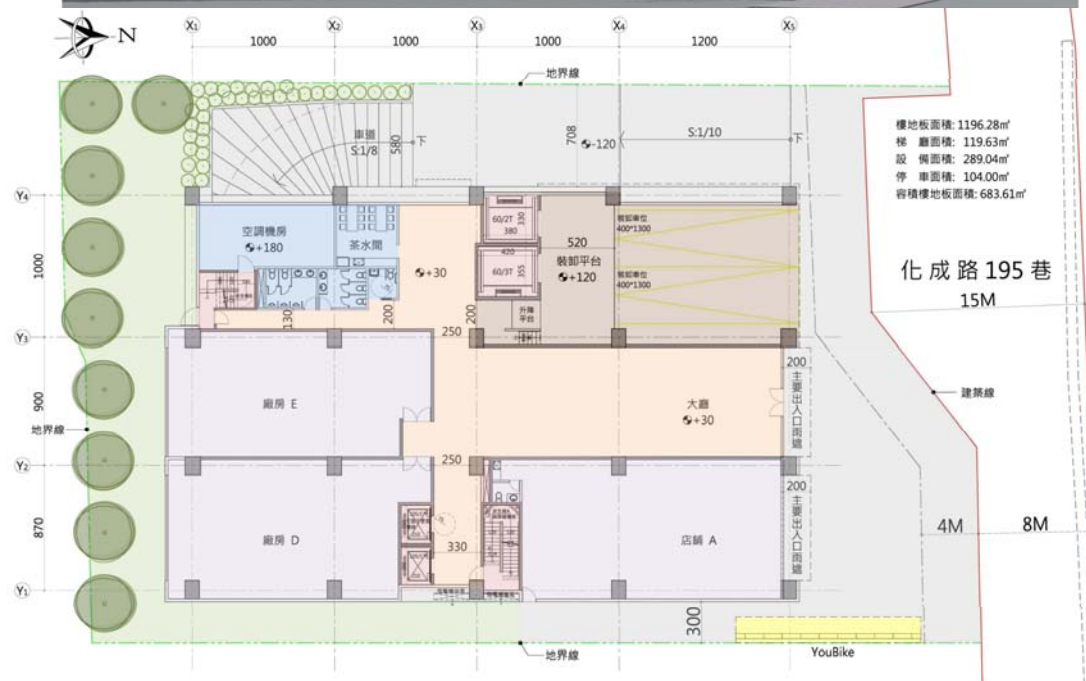 N
X1
X2
X3
X4
X5
1000
1000
1000
1200
地界線
樓地板面積: 1196.28㎡
梯 廳面積: 119.63㎡
設 備面積: 289.04㎡
停 車面積: 104.00㎡
容積樓地板面積: 683.61㎡
車道
S:1/8
580
下
708
-120
S:1/10
下
Y4
空調機房
+180
茶水間
+30
60/2T
330
380
420
60/3T
355
520
裝卸平台
+120
裝卸車位
400*1300
裝卸車位
400*1300
1000
化成路195巷
15M
升降
平台
130
200
200
250
Y3
200
主要出入口雨遮
900
廠房 E
大廳
+30
建築線
地界線
Y2
250
200
主要出入口雨遮
870
廠房 D
330
店鋪 A
4M
8M
Y1
300
YouBike
地界線